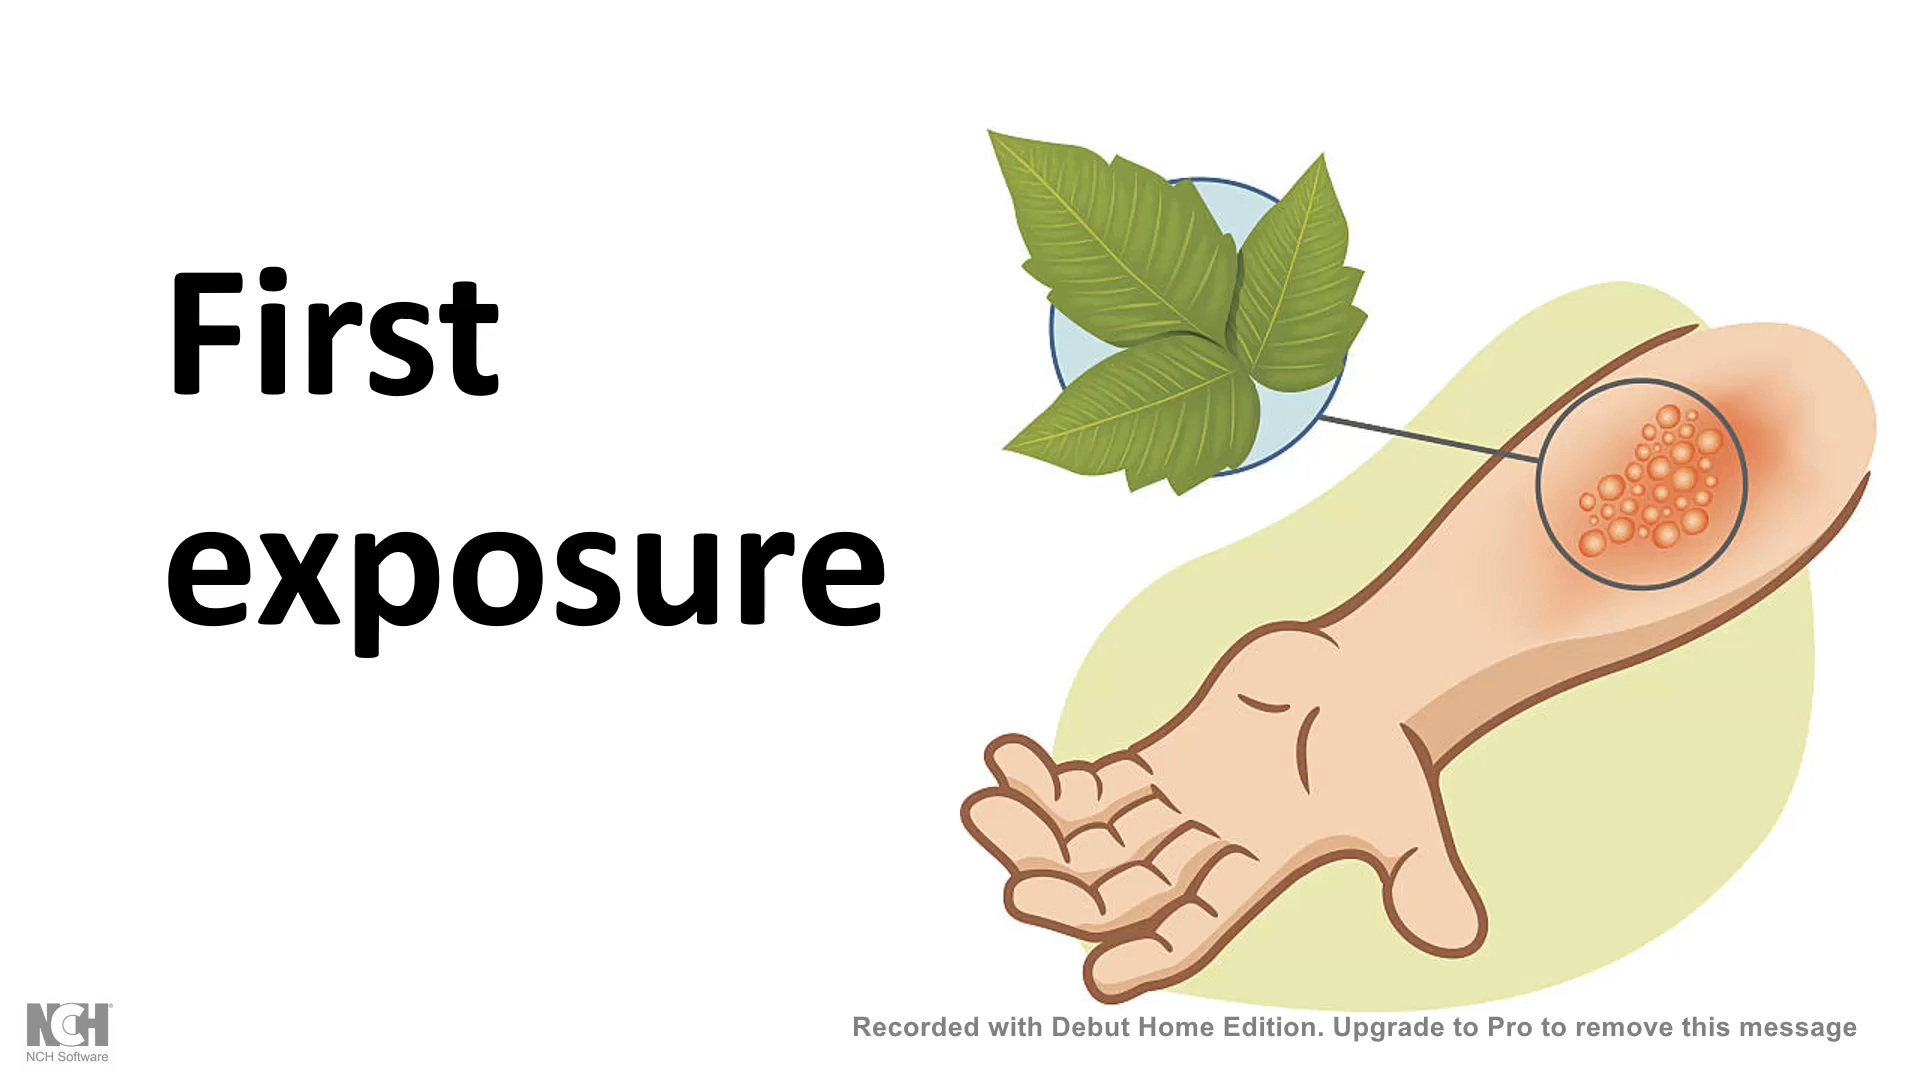 First
exposure
NCH
NCH Software
Recorded with Debut Home Edition. Upgrade to Pro to remove this message